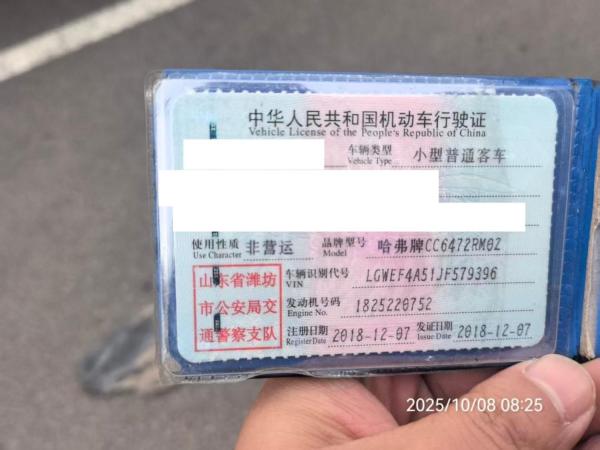 中华人民共和国机动车行驶证
Vehicle License of the People's Republic of China
车辆类型 小型普通客车
Vehicle Type
使用性质 非营运 品牌型号 哈弗牌CC6472RM0Z
Use Character Model
山东省潍坊
市公安局交
通警察支队
车辆识别代号 LGWEF4A51JF579396
VIN
发动机号码 1825220752
Engine No.
注册日期 2018-12-07 发证日期 2018-12-07
Register Date Issue Date
2025/10/08 08:25